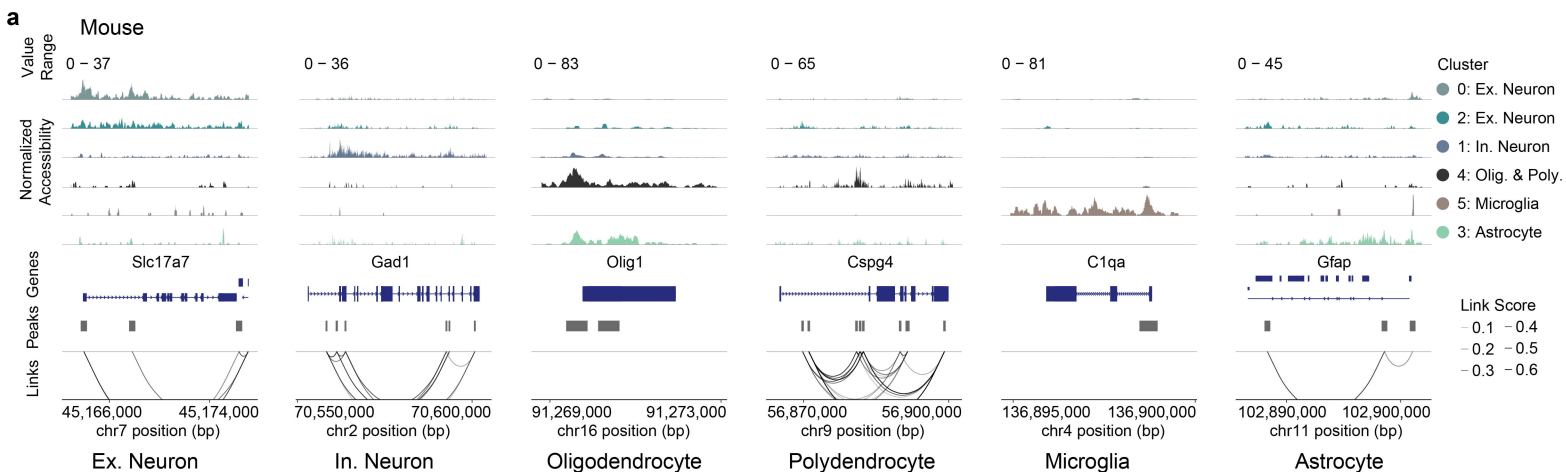 a
Mouse
Value
Range
0 – 37
0 – 36
0 – 83
0 – 65
0 – 81
0 – 45
Normalized
Accessibility
Cluster
0: Ex. Neuron
2: Ex. Neuron
1: In. Neuron
4: Olig. & Poly.
5: Microglia
3: Astrocyte
Genes
Slc17a7
Gad1
Olig1
Cspg4
C1qa
Gfap
Peaks
Links
Link Score
0.1 0.4
0.2 0.5
0.3 0.6
45,166,000 45,174,000
chr7 position (bp)
Ex. Neuron
70,550,000 70,600,000
chr2 position (bp)
In. Neuron
91,269,000 91,273,000
chr16 position (bp)
Oligodendrocyte
56,870,000 56,900,000
chr9 position (bp)
Polydendrocyte
136,895,000 136,900,000
chr4 position (bp)
Microglia
102,890,000 102,900,000
chr11 position (bp)
Astrocyte